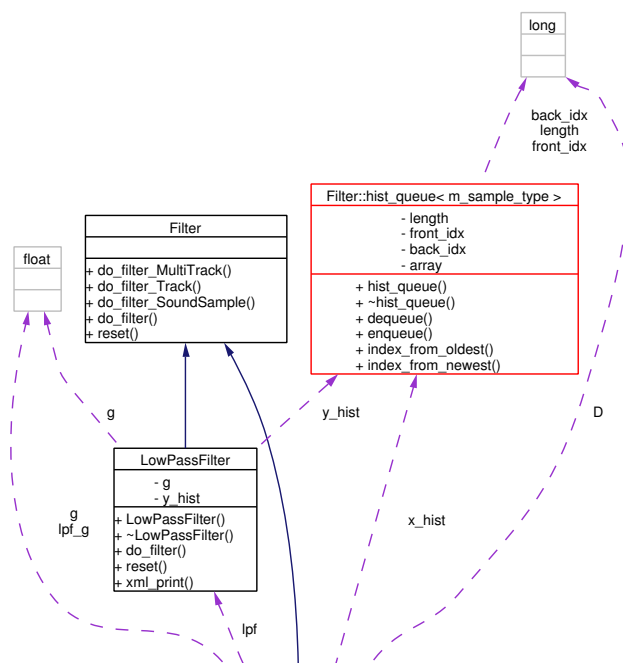 long
back_idx
length
front_idx
Filter::hist_queue< m_sample_type >
- length
- front_idx
- back_idx
- array
+ hist_queue()
+ ~hist_queue()
+ dequeue()
+ enqueue()
+ index_from_oldest()
+ index_from_newest()
Filter
+ do_filter_MultiTrack()
+ do_filter_Track()
+ do_filter_SoundSample()
+ do_filter()
+ reset()
float
g
y_hist
D
LowPassFilter
- g
- y_hist
+ LowPassFilter()
+ ~LowPassFilter()
+ do_filter()
+ reset()
+ xml_print()
g
lpf_g
x_hist
lpf